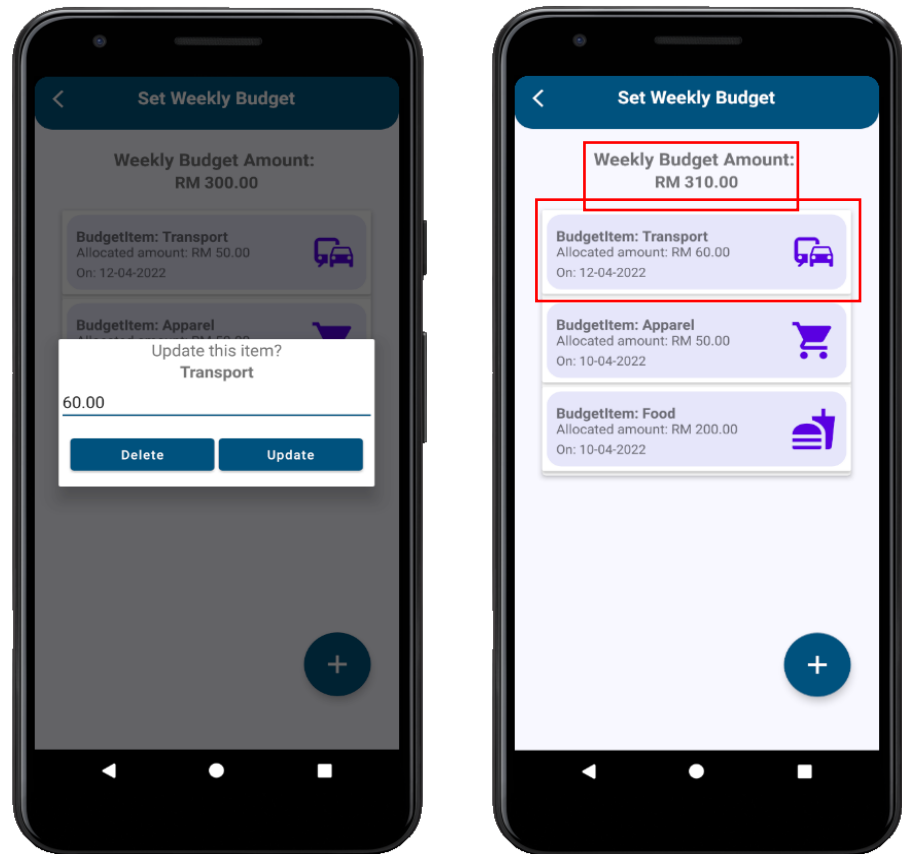 Set Weekly Budget
Weekly Budget Amount:
RM 300.00
BudgetItem: Transport
Allocated amount: RM 50.00
On: 12-04-2022
BudgetItem: Apparel
Update this item?
Transport
60.00
Delete
Update
+
Set Weekly Budget
Weekly Budget Amount:
RM 310.00
BudgetItem: Transport
Allocated amount: RM 60.00
On: 12-04-2022
BudgetItem: Apparel
Allocated amount: RM 50.00
On: 10-04-2022
BudgetItem: Food
Allocated amount: RM 200.00
On: 10-04-2022
+